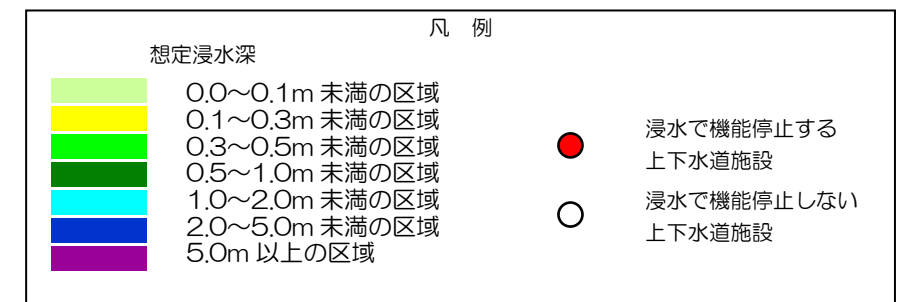 凡 例
想定浸水深
0.0～0.1m 未満の区域
0.1～0.3m 未満の区域
0.3～0.5m 未満の区域
0.5～1.0m 未満の区域
1.0～2.0m 未満の区域
2.0～5.0m 未満の区域
5.0m 以上の区域
浸水で機能停止する
上下水道施設
浸水で機能停止しない
上下水道施設